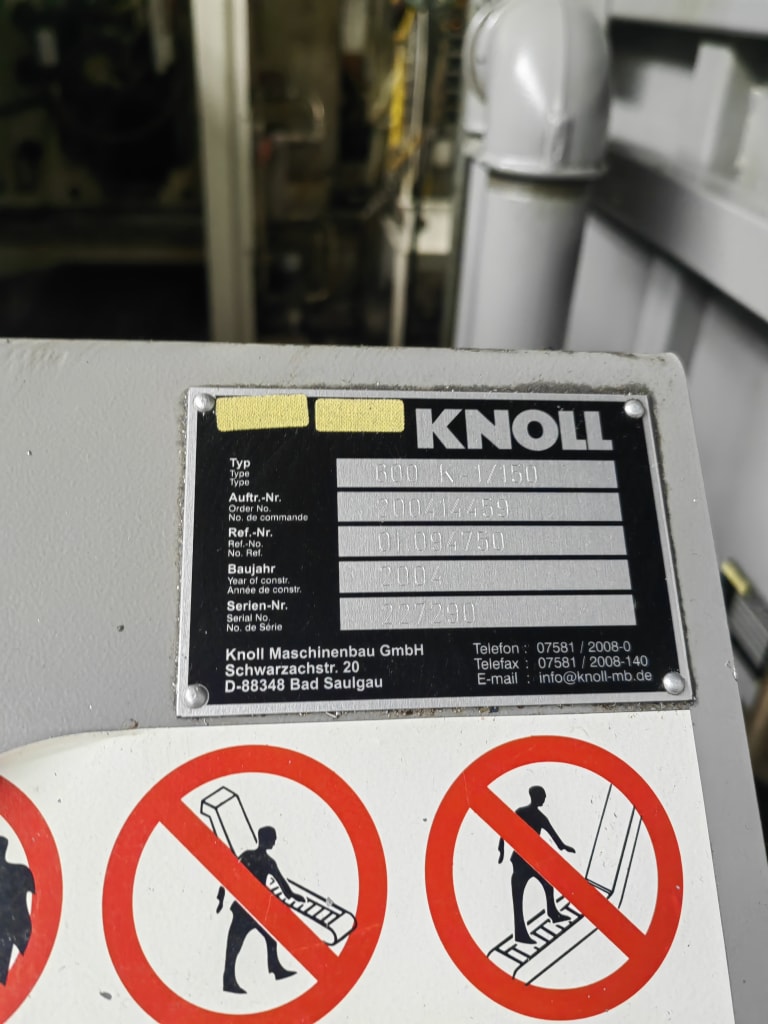 KNOLL
Typ
Type
Type
600 K-1/150
Auftr.-Nr.
Order No.
No. de commande
200414459
Ref.-Nr.
Ref.-No.
No. Ref.
01 094750
Baujahr
Year of constr.
Année de constr.
2004
Serien-Nr.
Serial No.
No. de Série
227290
Knoll Maschinenbau GmbH
Schwarzachstr. 20
D-88348 Bad Saulgau
Telefon : 07581 / 2008-0
Telefax : 07581 / 2008-140
E-mail : info@knoll-mb.de